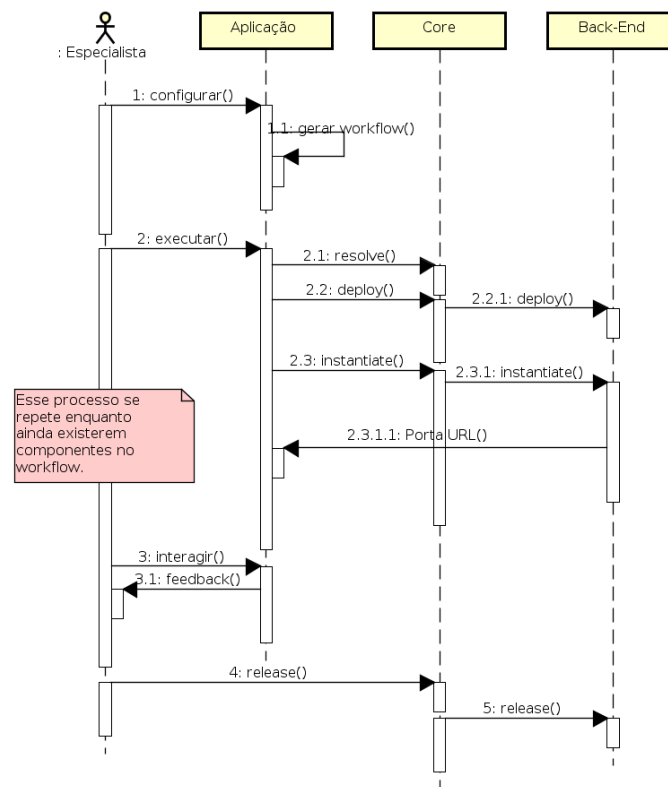 : Especialista
Aplicação
Core
Back-End
1: configurar()
1.1: gerar workflow()
2: executar()
2.1: resolve()
2.2: deploy()
2.2.1: deploy()
2.3: instantiate()
2.3.1: instantiate()
Esse processo se
repete enquanto
ainda existerem
componentes no
workflow.
2.3.1.1: Porta URL()
3: interagir()
3.1: feedback()
4: release()
5: release()